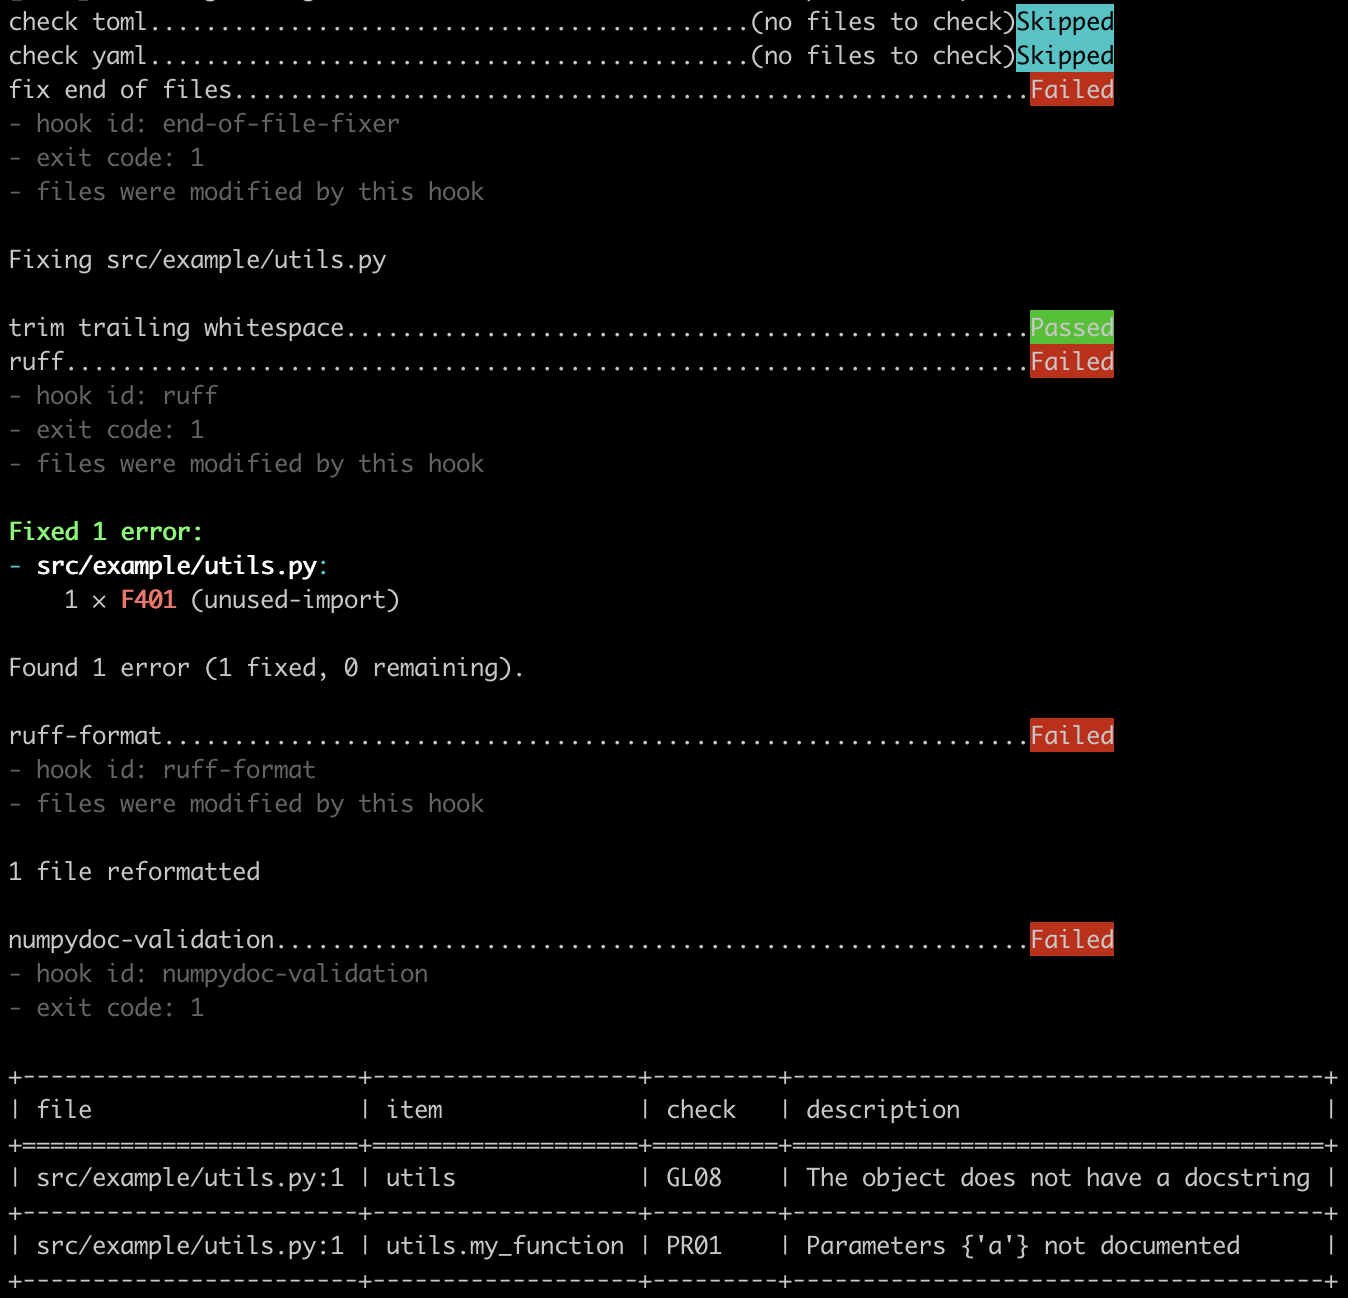 check toml...........................................(no files to check)Skipped
check yaml...........................................(no files to check)Skipped
fix end of files.........................................................Failed
- hook id: end-of-file-fixer
- exit code: 1
- files were modified by this hook

Fixing src/example/utils.py

trim trailing whitespace.................................................Passed
ruff.....................................................................Failed
- hook id: ruff
- exit code: 1
- files were modified by this hook

Fixed 1 error:
- src/example/utils.py:
    1 × F401 (unused-import)

Found 1 error (1 fixed, 0 remaining).

ruff-format..............................................................Failed
- hook id: ruff-format
- files were modified by this hook

1 file reformatted

numpydoc-validation......................................................Failed
- hook id: numpydoc-validation
- exit code: 1

+------------------------+-------------------+---------+--------------------------------------+
| file                   | item              | check   | description                          |
+========================+===================+=========+======================================+
| src/example/utils.py:1 | utils             | GL08    | The object does not have a docstring |
+------------------------+-------------------+---------+--------------------------------------+
| src/example/utils.py:1 | utils.my_function | PR01    | Parameters {'a'} not documented      |
+------------------------+-------------------+---------+--------------------------------------+